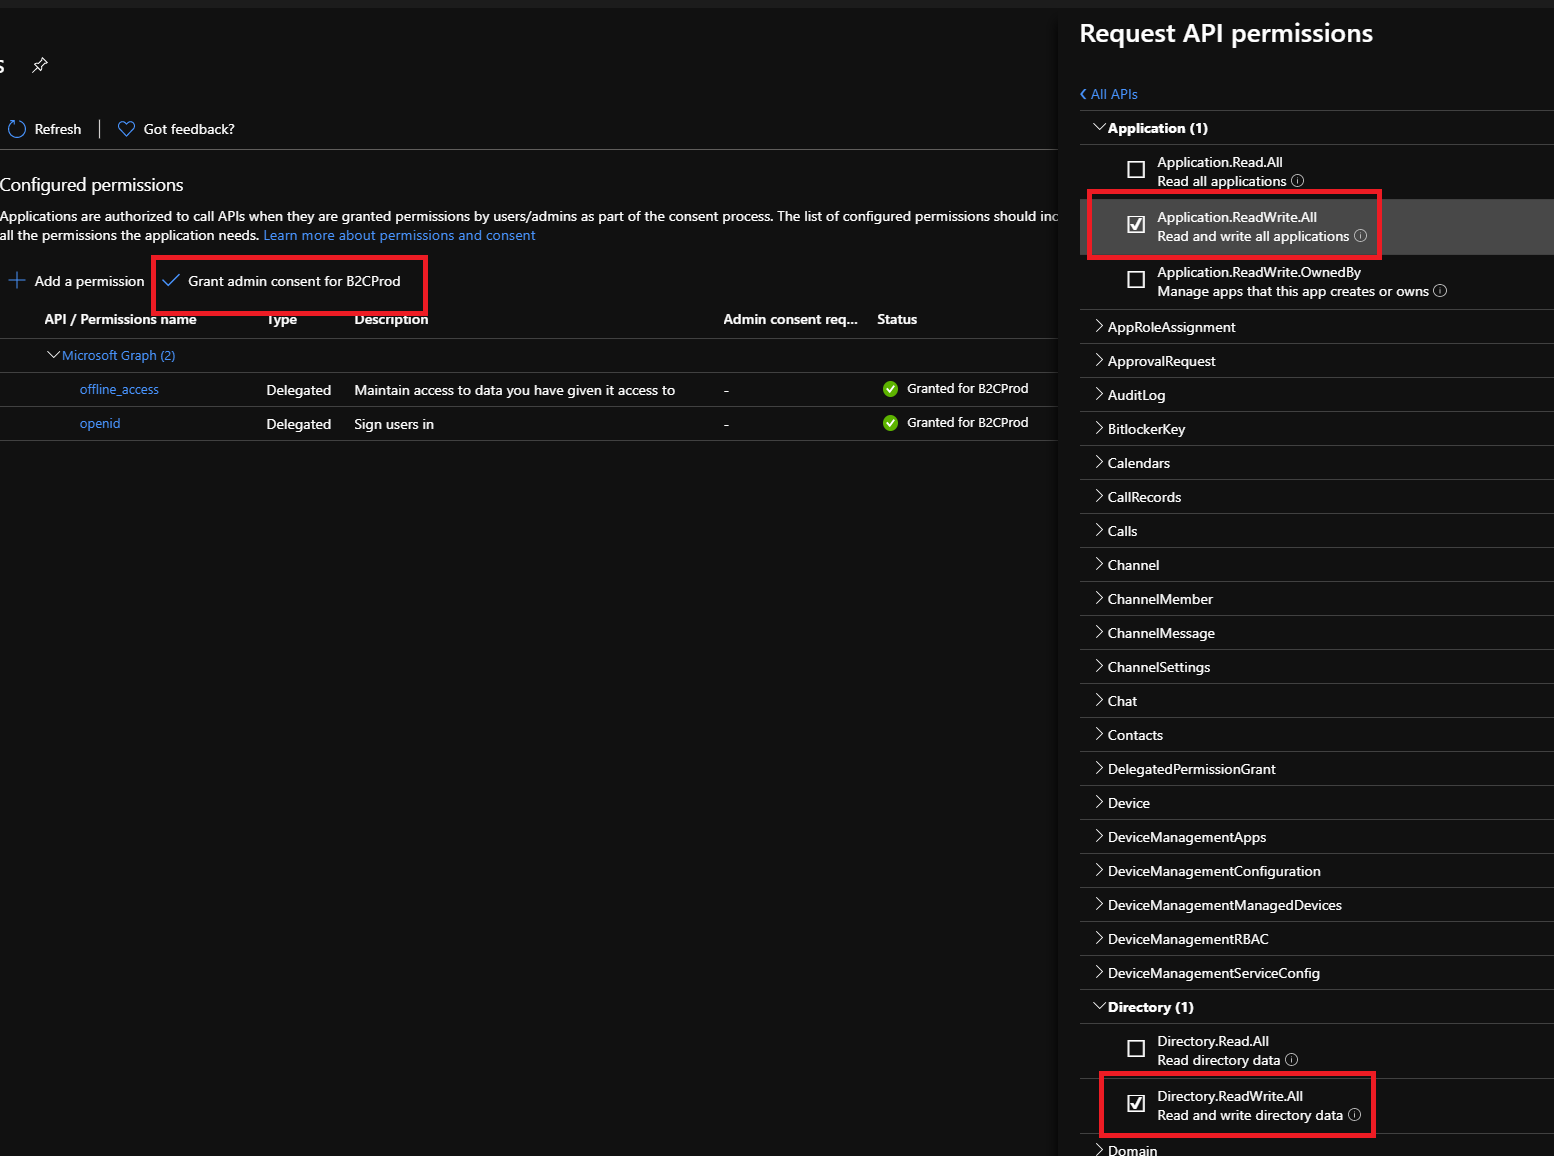 s
Refresh | Got feedback?
Configured permissions
Applications are authorized to call APIs when they are granted permissions by users/admins as part of the consent process. The list of configured permissions should inc
all the permissions the application needs. Learn more about permissions and consent
Add a permission Grant admin consent for B2CProd
API / Permissions name Type Description Admin consent req... Status
Microsoft Graph (2)
offline_access Delegated Maintain access to data you have given it access to - Granted for B2CProd
openid Delegated Sign users in - Granted for B2CProd
Request API permissions
All APIs
Application (1)
Application.Read.All
Read all applications
Application.ReadWrite.All
Read and write all applications
Application.ReadWrite.OwnedBy
Manage apps that this app creates or owns
AppRoleAssignment
ApprovalRequest
AuditLog
BitlockerKey
Calendars
CallRecords
Calls
Channel
ChannelMember
ChannelMessage
ChannelSettings
Chat
Contacts
DelegatedPermissionGrant
Device
DeviceManagementApps
DeviceManagementConfiguration
DeviceManagementManagedDevices
DeviceManagementRBAC
DeviceManagementServiceConfig
Directory (1)
Directory.Read.All
Read directory data
Directory.ReadWrite.All
Read and write directory data
Domain